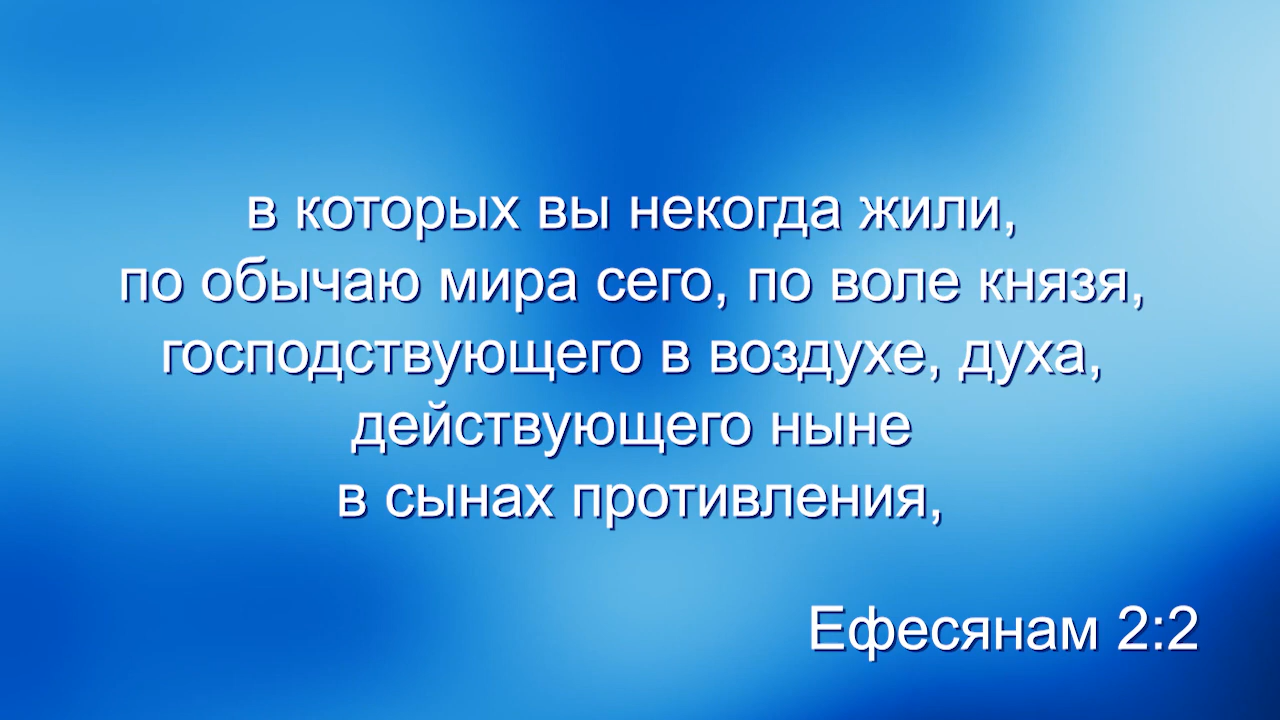 в которых вы некогда жили,
по обычаю мира сего, по воле князя,
господствующего в воздухе, духа,
действующего ныне
в сынах противления,
Ефесянам 2:2